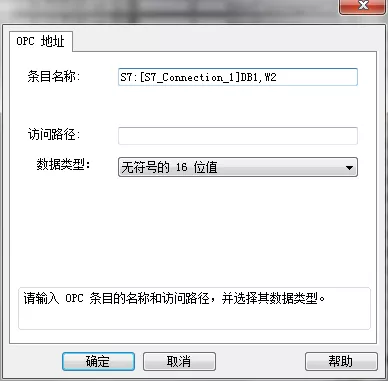 OPC 地址
条目名称: S7:[S7_Connection_1]DB1,W2
访问路径:
数据类型: 无符号的 16 位值
请输入 OPC 条目的名称和访问路径，并选择其数据类型。
确定 取消 帮助